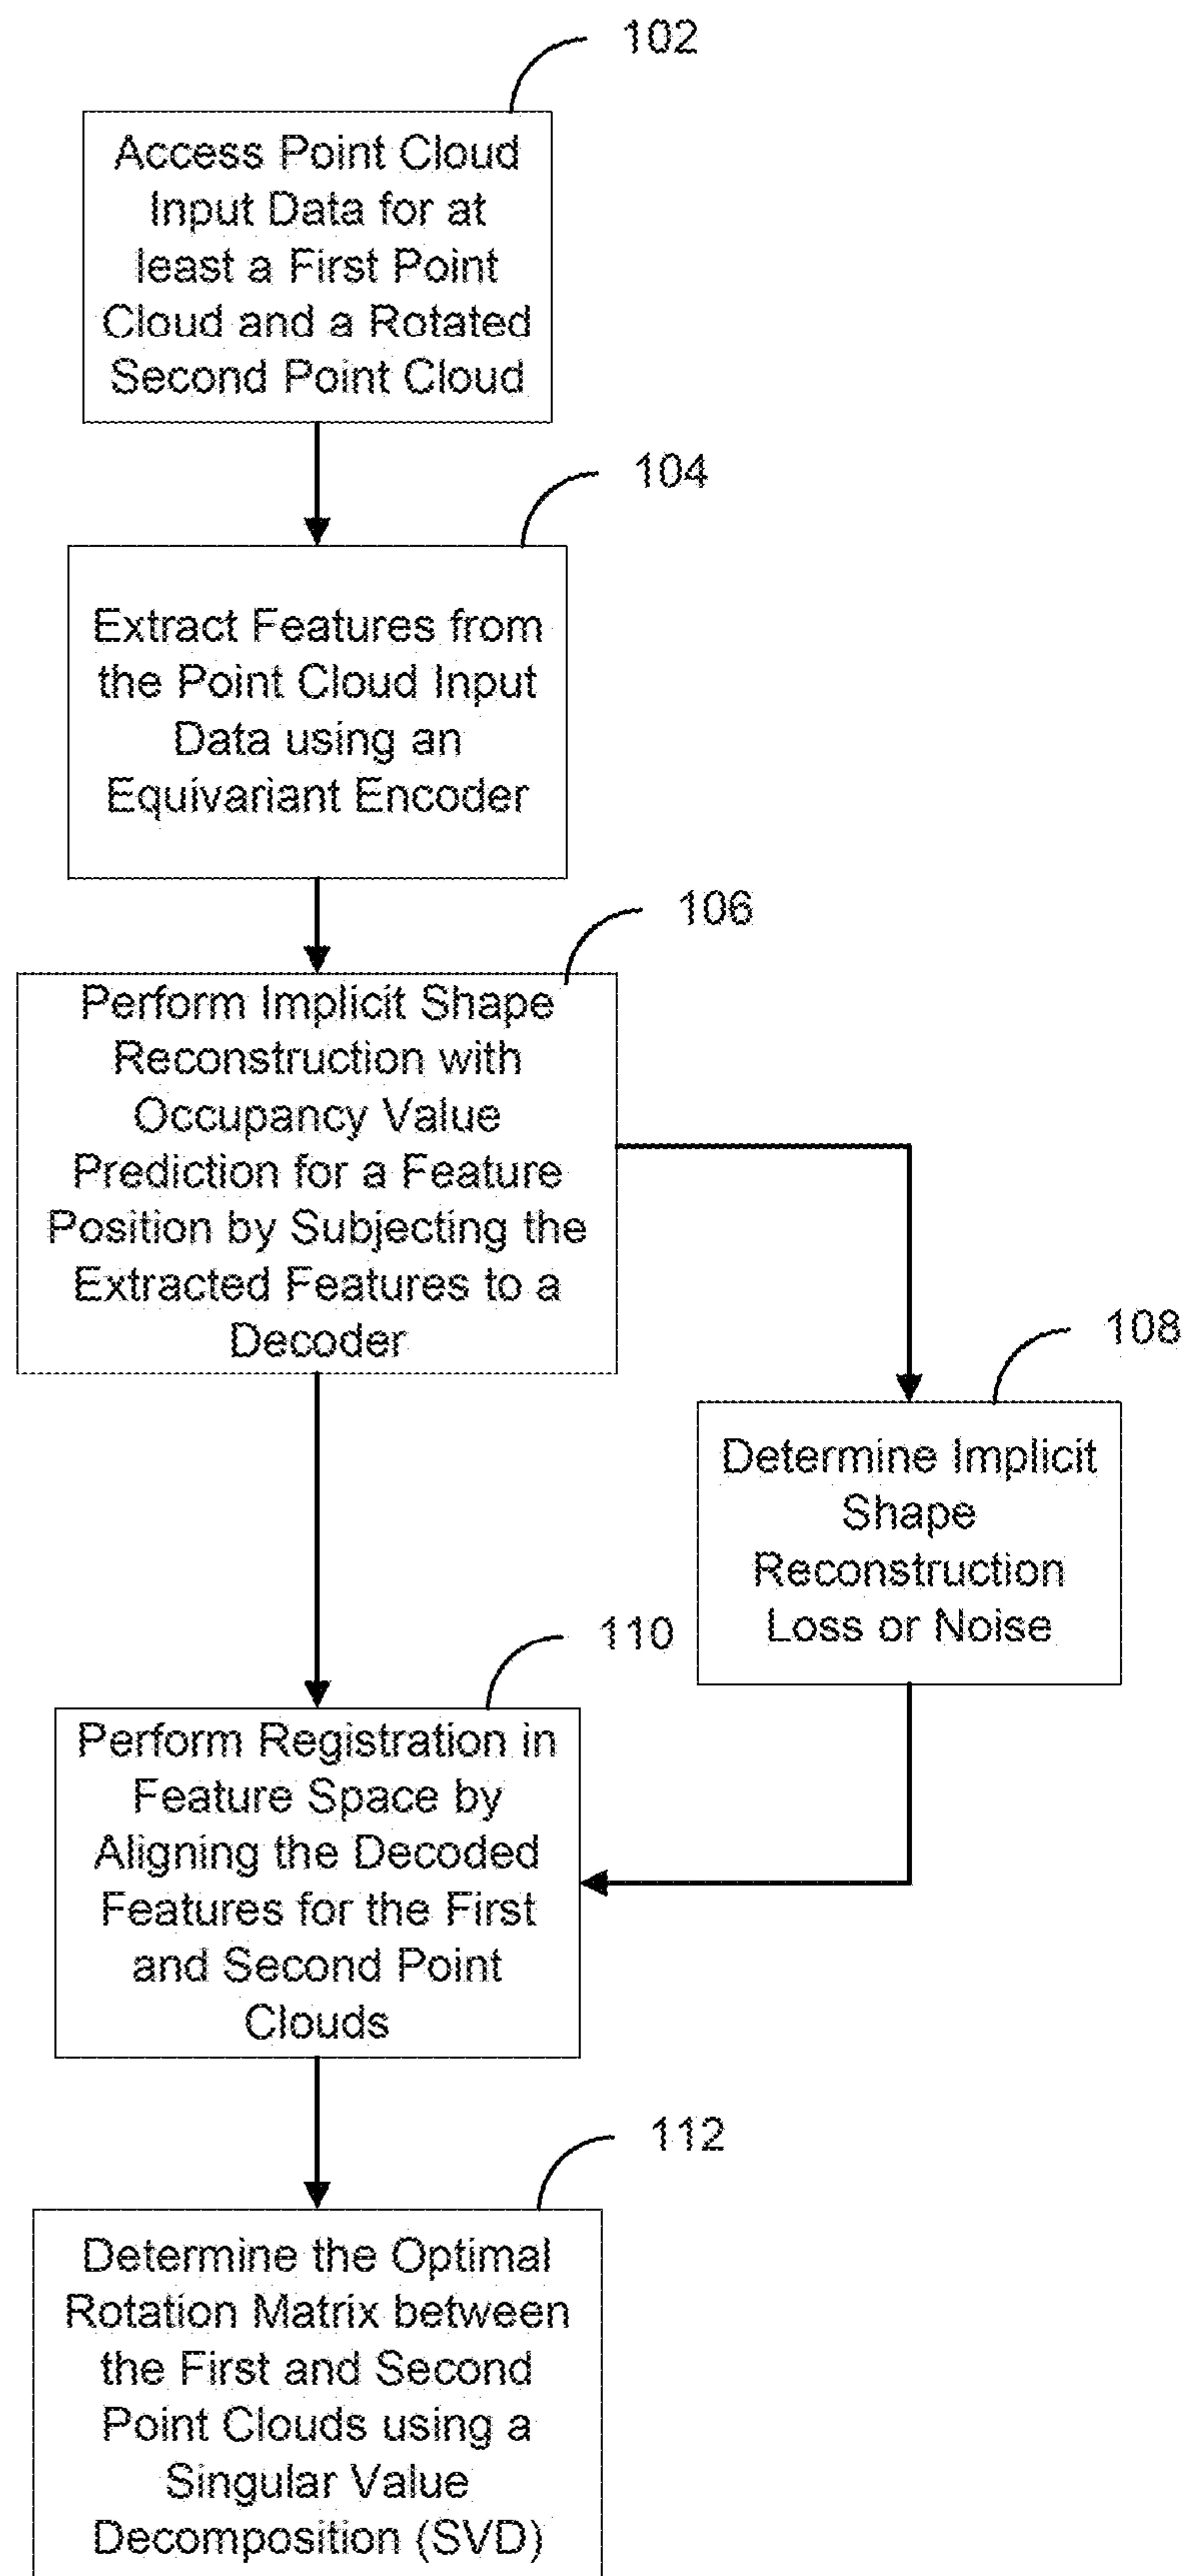 102
Access Point Cloud
Input Data for at
least a First Point
Cloud and a Rotated
Second Point Cloud
104
Extract Features from
the Point Cloud Input
Data using an
Equivariant Encoder
106
Perform Implicit Shape
Reconstruction with
Occupancy Value
Prediction for a Feature
Position by Subjecting the
Extracted Features to a
Decoder
108
Determine Implicit
Shape
Reconstruction
Loss or Noise
110
Perform Registration in
Feature Space by
Aligning the Decoded
Features for the First
and Second Point
Clouds
112
Determine the Optimal
Rotation Matrix between
the First and Second
Point Clouds using a
Singular Value
Decomposition (SVD)